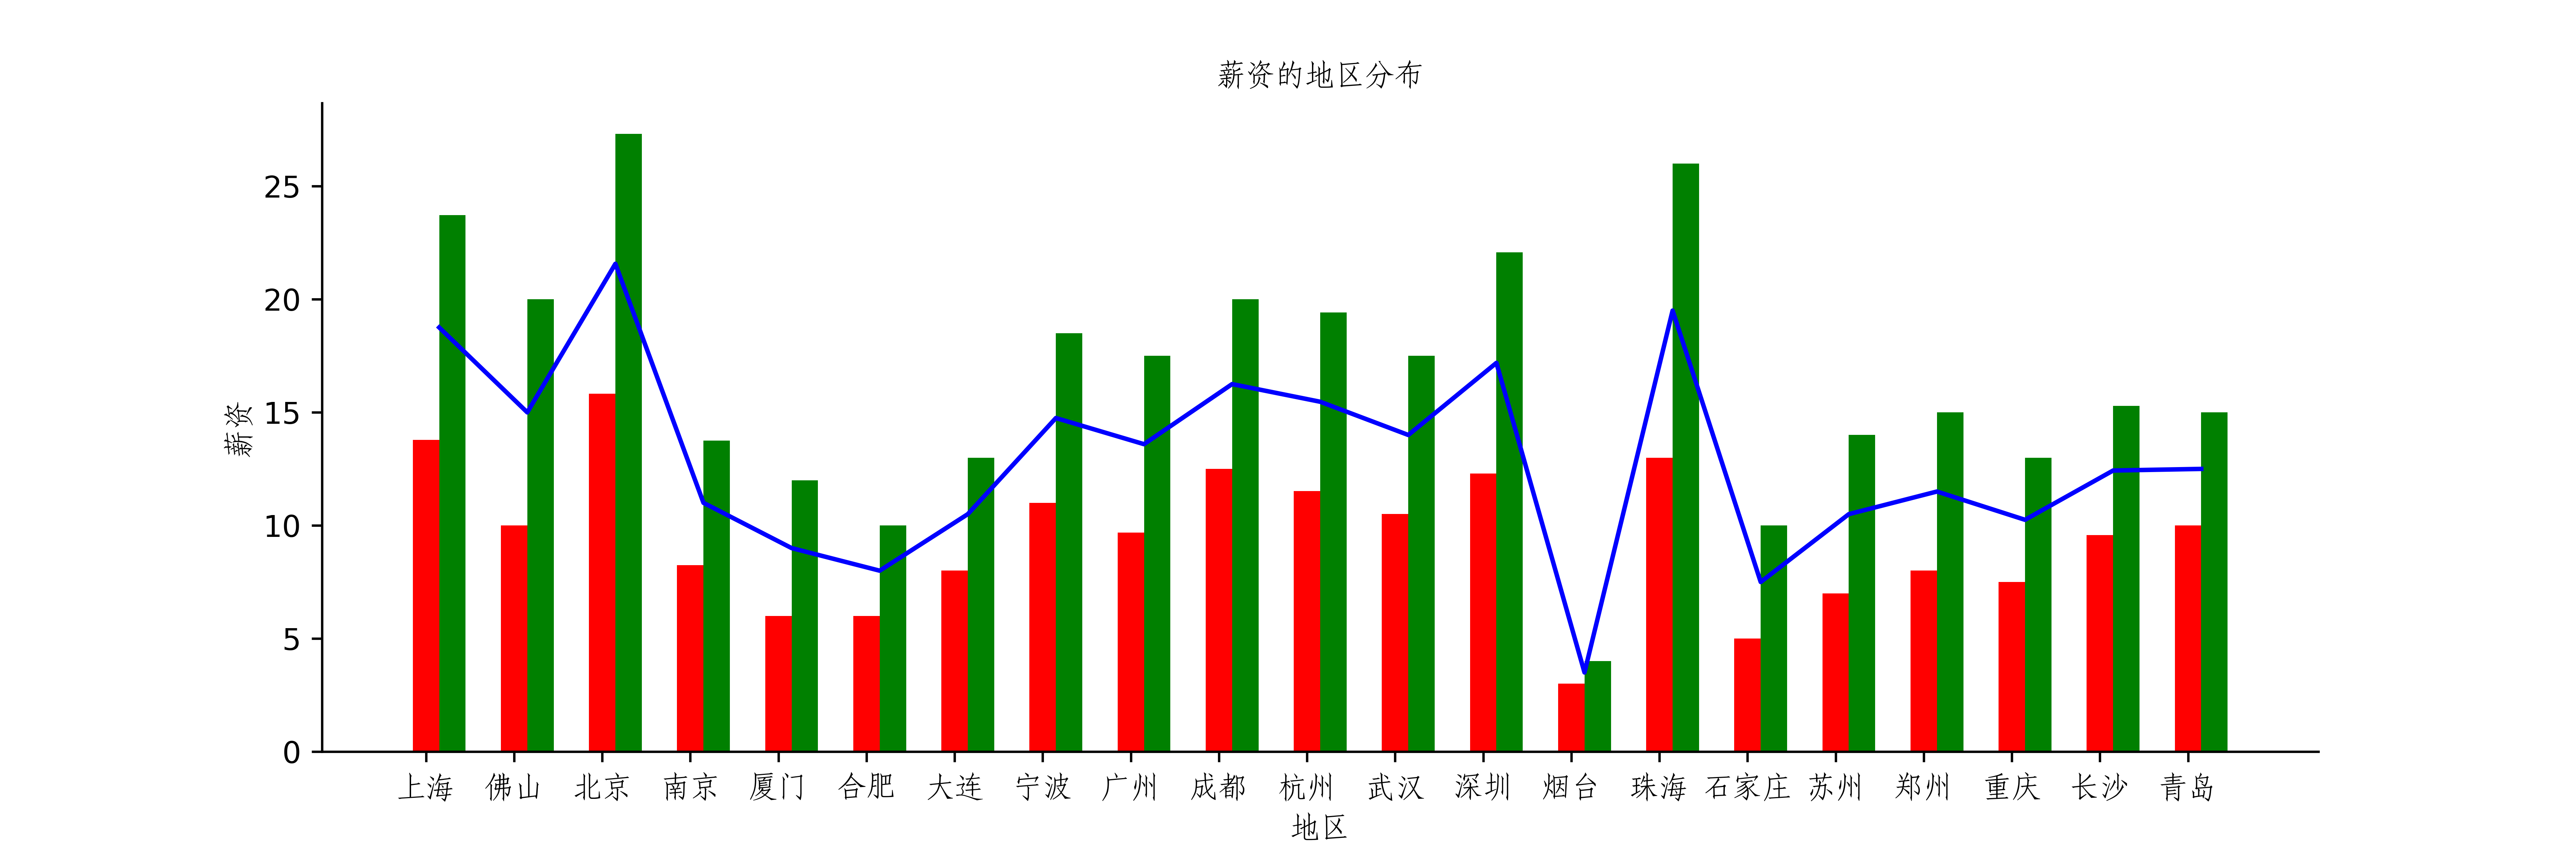 薪资的地区分布
薪资
25
20
15
10
5
0
上海 佛山 北京 南京 厦门 合肥 大连 宁波 广州 成都 杭州 武汉 深圳 烟台 珠海 石家庄 苏州 郑州 重庆 长沙 青岛
地区